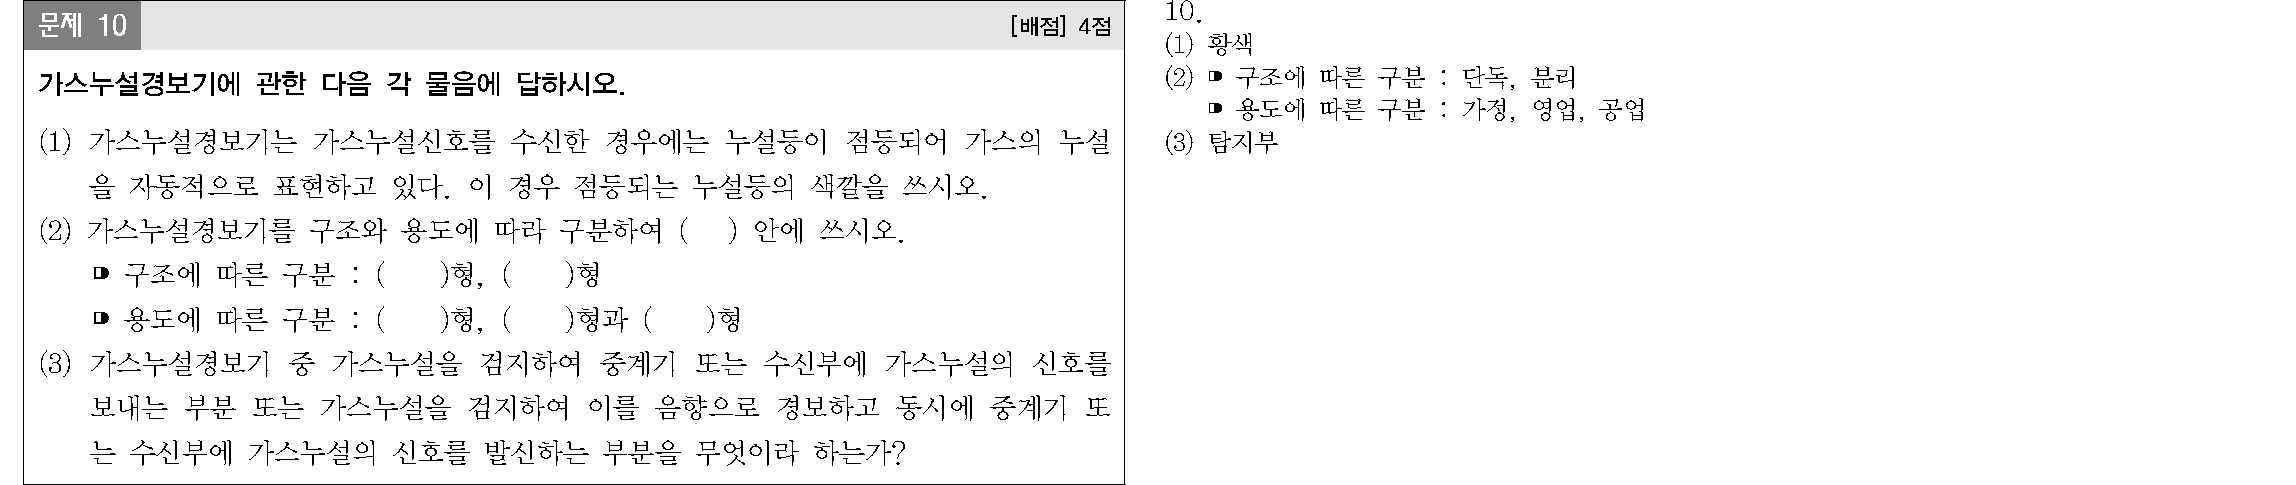 문제 10
[배점] 4점
가스누설경보기에 관한 다음 각 물음에 답하시오.
(1) 가스누설경보기는 가스누설신호를 수신한 경우에는 누설등이 점등되어 가스의 누설
을 자동적으로 표현하고 있다. 이 경우 점등되는 누설등의 색깔을 쓰시오.
(2) 가스누설경보기를 구조와 용도에 따라 구분하여 (   ) 안에 쓰시오.
구조에 따른 구분 : (     )형, (     )형
용도에 따른 구분 : (     )형, (     )형과 (     )형
(3) 가스누설경보기 중 가스누설을 검지하여 중계기 또는 수신부에 가스누설의 신호를
보내는 부분 또는 가스누설을 검지하여 이를 음향으로 경보하고 동시에 중계기 또
는 수신부에 가스누설의 신호를 발신하는 부분을 무엇이라 하는가?
10.
(1) 황색
(2) 구조에 따른 구분 : 단독, 분리
용도에 따른 구분 : 가정, 영업, 공업
(3) 탐지부